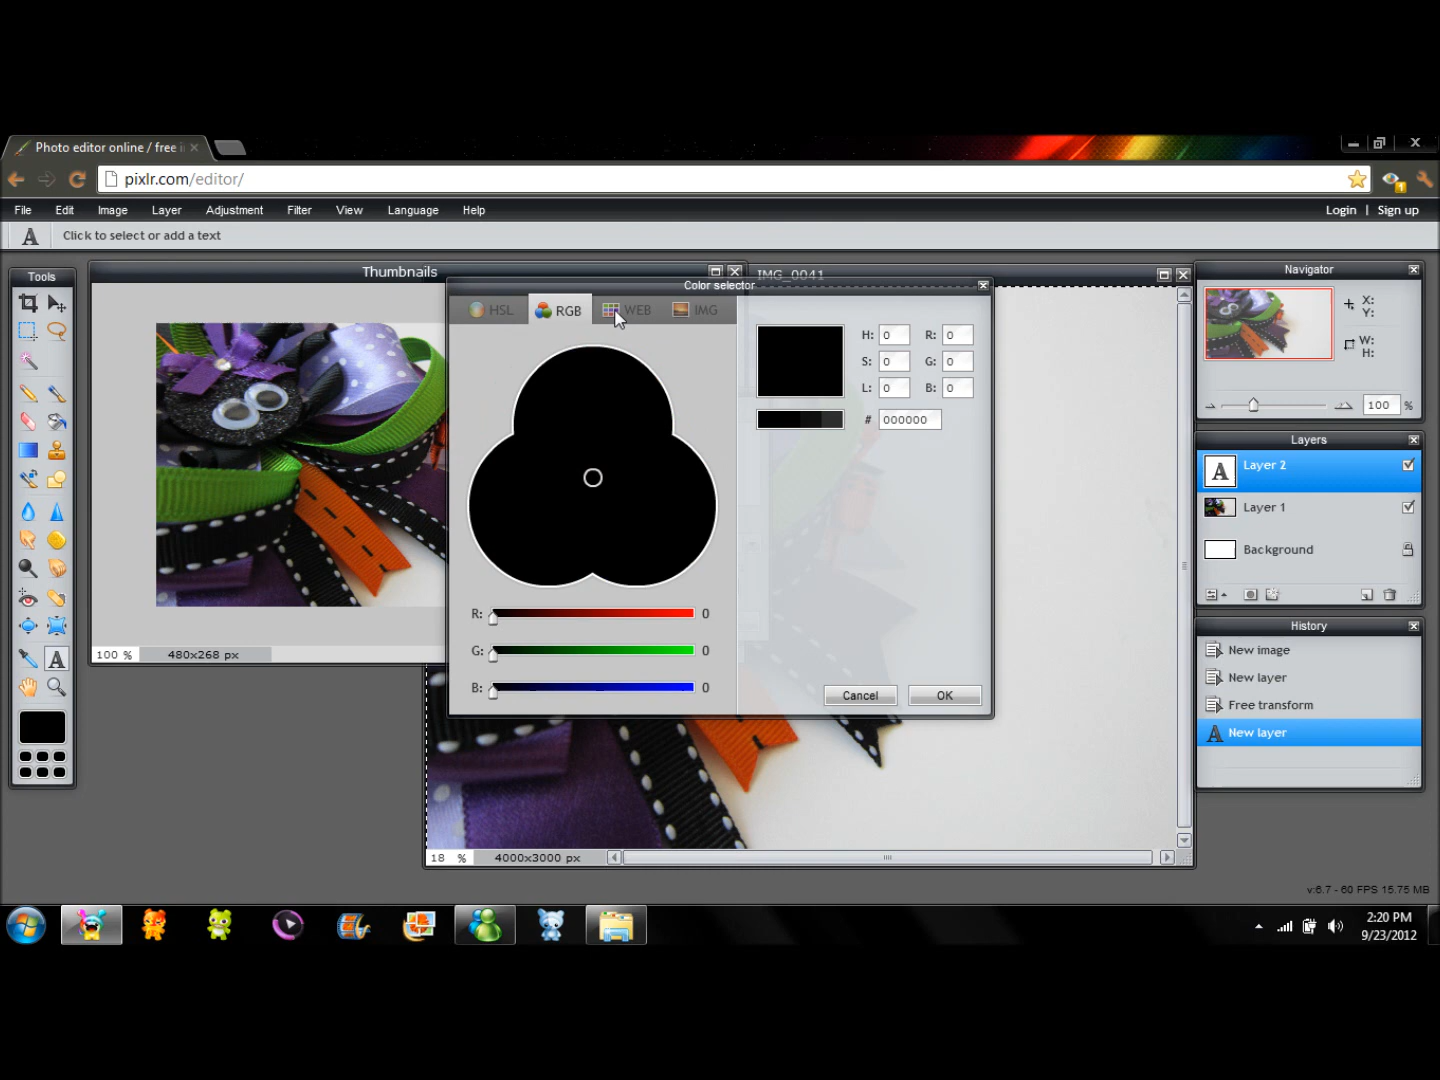 Photo editor online / free i
pixlr.com/editor/
File Edit Image Layer Adjustment Filter View Language Help
Login | Sign up
A Click to select or add a text
Tools
Thumbnails
100 % 480x268 px
IMG_0041
18 % 4000x3000 px
Color selector
HSL RGB WEB IMG
H: 0 R: 0
S: 0 G: 0
L: 0 B: 0
# 000000
R: 0
G: 0
B: 0
Cancel OK
Navigator
X:
Y:
W:
H:
100 %
Layers
A Layer 2
Layer 1
Background
History
New image
New layer
Free transform
A New layer
v:6.7 - 60 FPS 15.75 MB
2:20 PM
9/23/2012